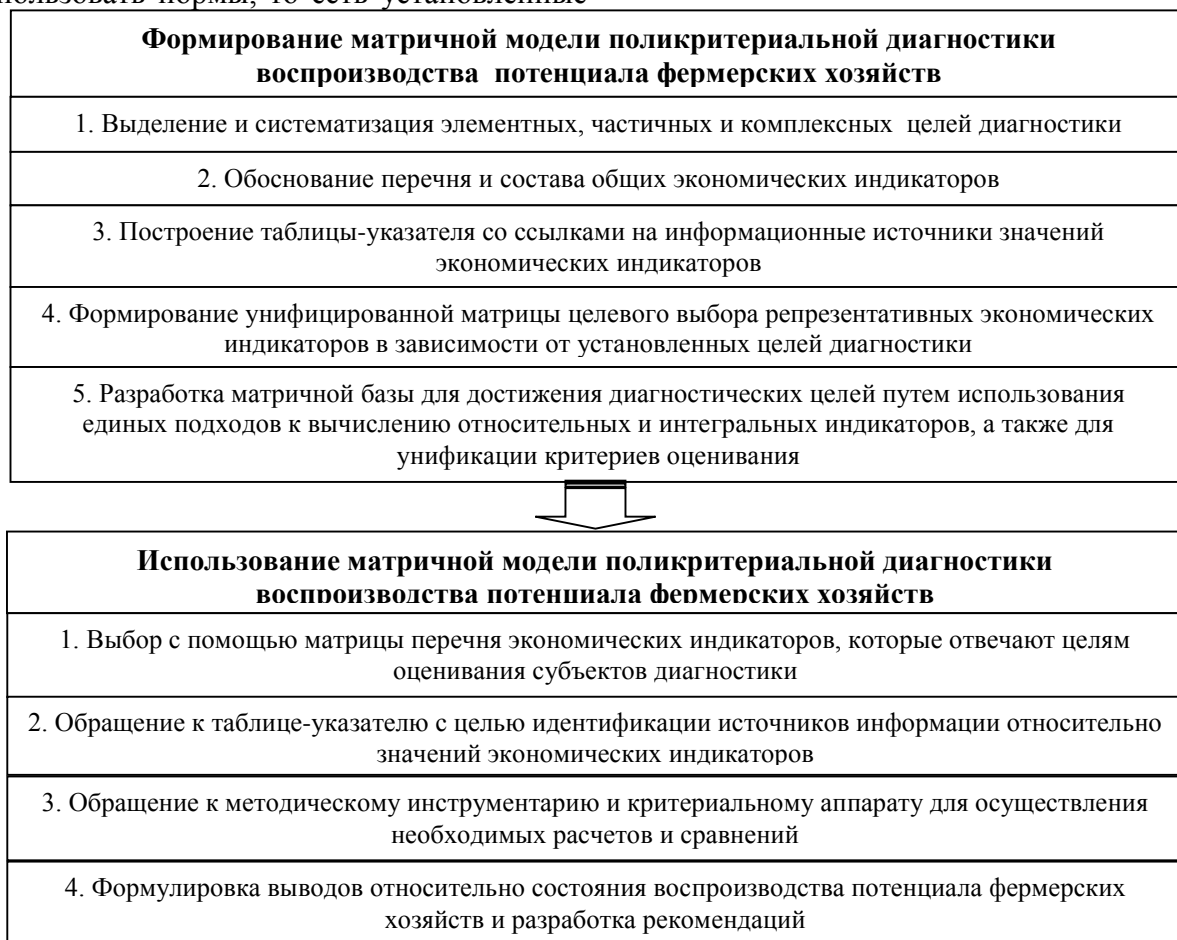 пользовать нормы, то есть установленные
Формирование матричной модели поликритериальной диагностики
воспроизводства потенциала фермерских хозяйств
1. Выделение и систематизация элементных, частичных и комплексных целей диагностики
2. Обоснование перечня и состава общих экономических индикаторов
3. Построение таблицы-указателя со ссылками на информационные источники значений
экономических индикаторов
4. Формирование унифицированной матрицы целевого выбора репрезентативных экономических
индикаторов в зависимости от установленных целей диагностики
5. Разработка матричной базы для достижения диагностических целей путем использования
единых подходов к вычислению относительных и интегральных индикаторов, а также для
унификации критериев оценивания
Использование матричной модели поликритериальной диагностики
воспроизводства потенциала фермерских хозяйств
1. Выбор с помощью матрицы перечня экономических индикаторов, которые отвечают целям
оценивания субъектов диагностики
2. Обращение к таблице-указателю с целью идентификации источников информации относительно
значений экономических индикаторов
3. Обращение к методическому инструментарию и критериальному аппарату для осуществления
необходимых расчетов и сравнений
4. Формулировка выводов относительно состояния воспроизводства потенциала фермерских
хозяйств и разработка рекомендаций